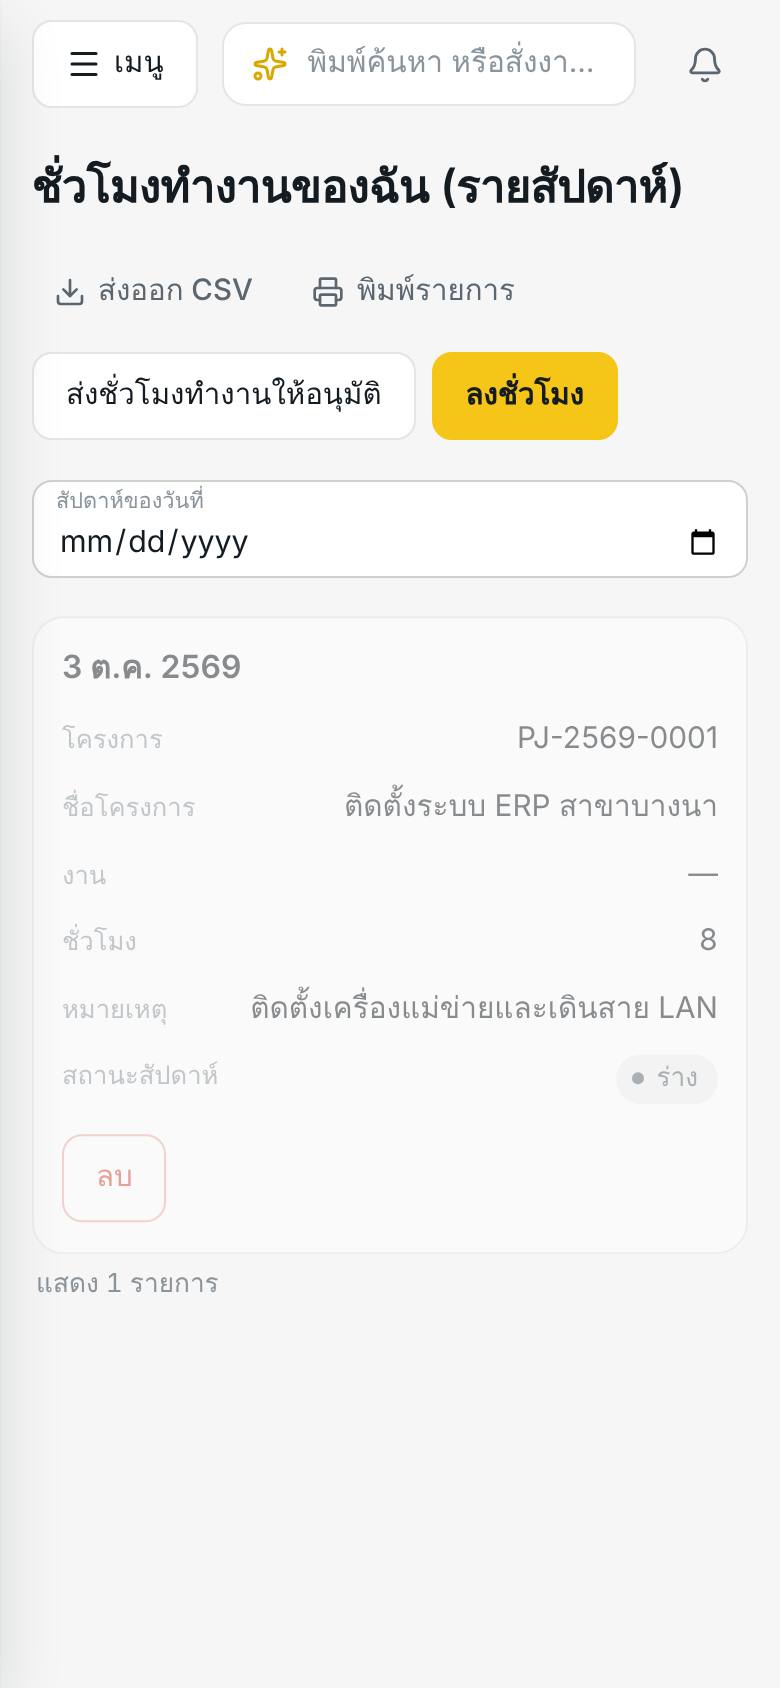 เมนู
พิมพ์ค้นหา หรือสั่งงา...
ชั่วโมงทำงานของฉัน (รายสัปดาห์)
ส่งออก CSV พิมพ์รายการ
ส่งชั่วโมงทำงานให้อนุมัติ ลงชั่วโมง
สัปดาห์ของวันที่
mm/dd/yyyy
3 ต.ค. 2569
โครงการ PJ-2569-0001
ชื่อโครงการ ติดตั้งระบบ ERP สาขาบางนา
งาน —
ชั่วโมง 8
หมายเหตุ ติดตั้งเครื่องแม่ข่ายและเดินสาย LAN
สถานะสัปดาห์ ร่าง
ลบ
แสดง 1 รายการ